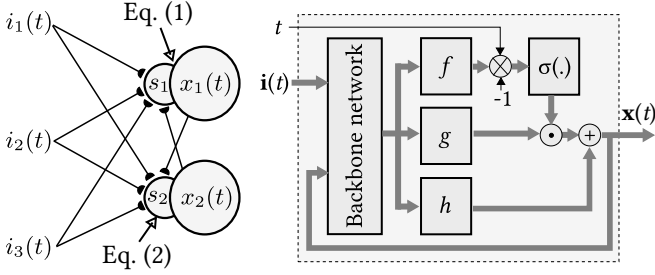 Eq. (1)
i₁(t)
s₁ x₁(t)
i₂(t)
s₂ x₂(t)
i₃(t)
Eq. (2)
t
i(t)
Backbone network
f
-1
σ(.)
g
x(t)
+
h